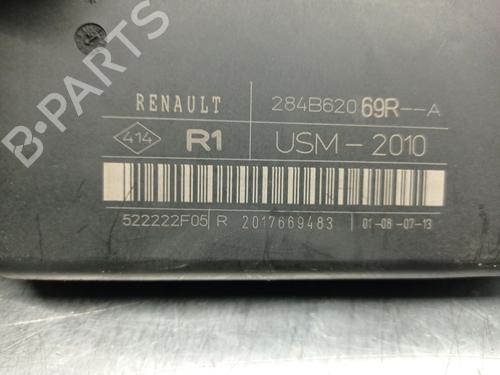 RENAULT 284B62069R--A
414 R1 USM-2010
522222F05 R 2017669483 01-08-07-13
B-PARTS